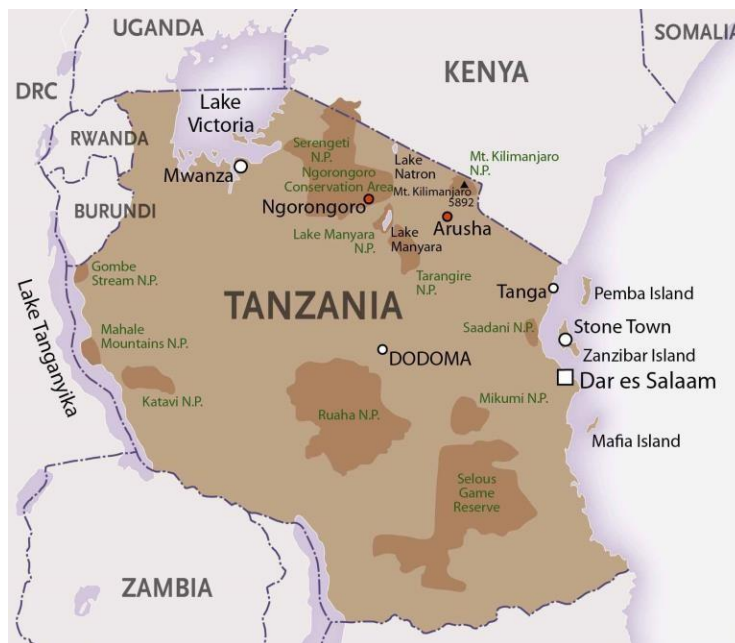 UGANDA
SOMALIA
KENYA
DRC
Lake
Victoria
RWANDA
Serengeti
N.P.
Lake
Natron
Mt. Kilimanjaro
N.P.
Mwanza
Ngorongoro
Conservation Area
Mt. Kilimanjaro
5892
BURUNDI
Ngorongoro
Arusha
Lake Manyara
N.P.
Lake
Manyara
Gombe
Stream N.P.
Tarangire
N.P.
Lake Tanganyika
TANZANIA
Tanga
Pemba Island
Mahale
Mountains N.P.
Saadani N.P.
Stone Town
DODOMA
Zanzibar Island
Dar es Salaam
Katavi N.P.
Mikumi N.P.
Ruaha N.P.
Mafia Island
Selous
Game
Reserve
ZAMBIA